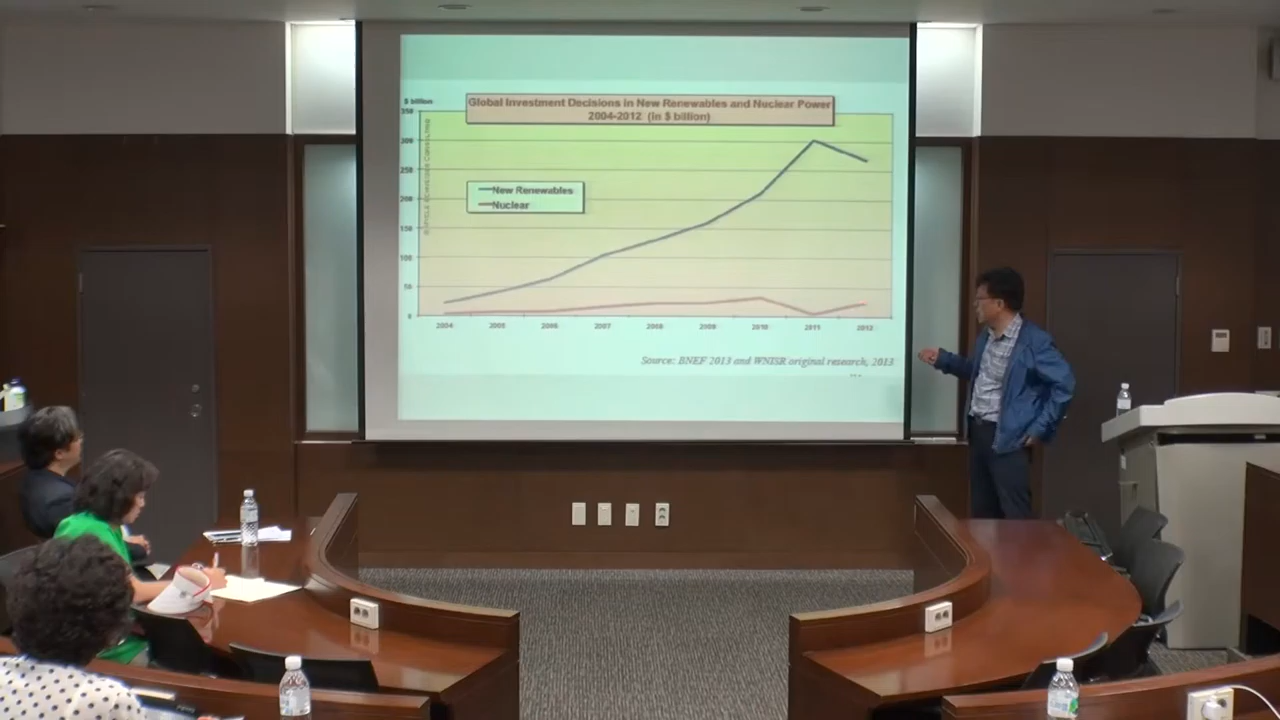 Global Investment Decisions in New Renewables and Nuclear Power
2004-2012 (in $ billion)
$ billion
350
300
250
200
150
100
50
0
New Renewables
Nuclear
2004 2005 2006 2007 2008 2009 2010 2011 2012
Source: BNEF 2013 and WNISR original research, 2013